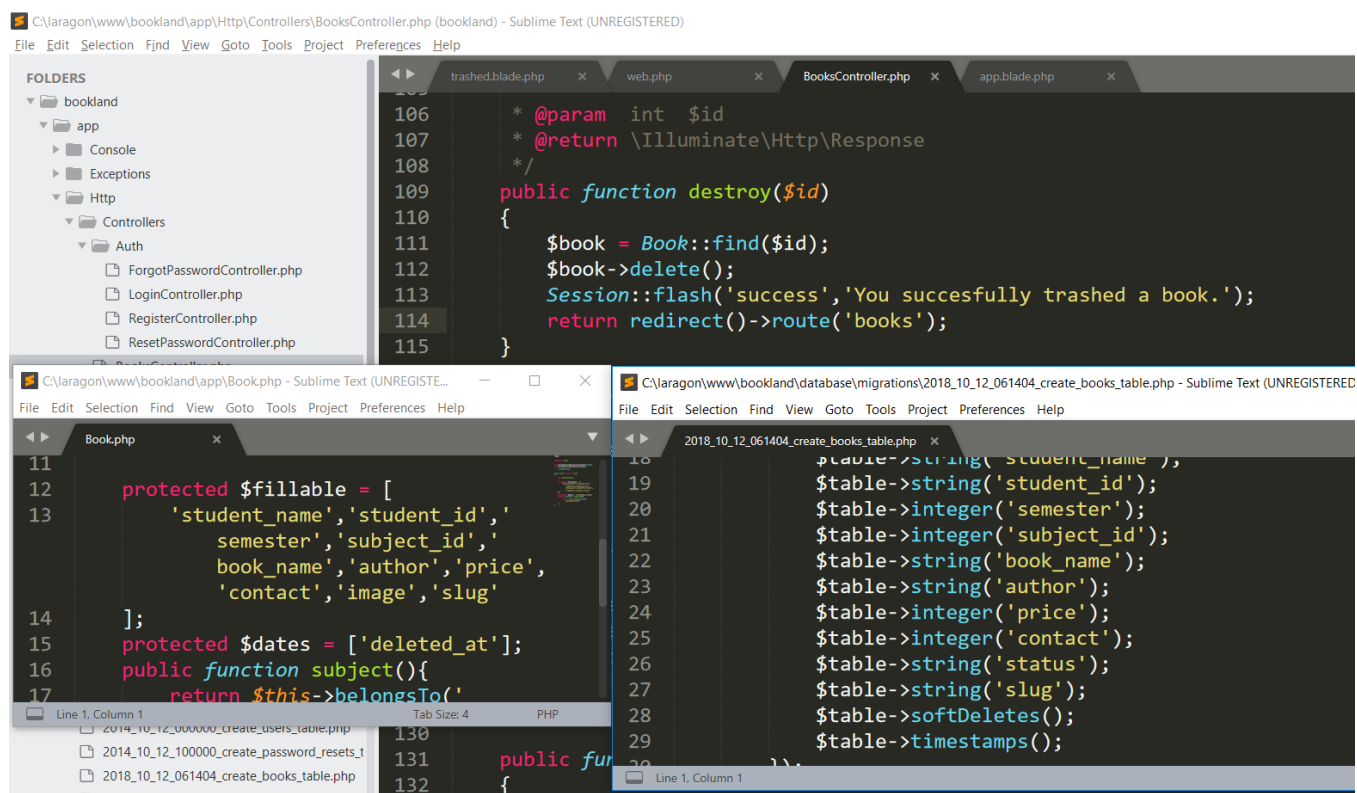 C:\laragon\www\bookland\app\Http\Controllers\BooksController.php (bookland) - Sublime Text (UNREGISTERED)
File Edit Selection Find View Goto Tools Project Preferences Help
FOLDERS
bookland
app
Console
Exceptions
Http
Controllers
Auth
ForgotPasswordController.php
LoginController.php
RegisterController.php
ResetPasswordController.php
trashed.blade.php × web.php × BooksController.php × app.blade.php ×
106 * @param int $id
107 * @return \Illuminate\Http\Response
108 */
109 public function destroy($id)
110 {
111 $book = Book::find($id);
112 $book->delete();
113 Session::flash('success','You succesfully trashed a book.');
114 return redirect()->route('books');
115 }
C:\laragon\www\bookland\app\Book.php - Sublime Text (UNREGISTE...
File Edit Selection Find View Goto Tools Project Preferences Help
Book.php ×
11
12 protected $fillable = [
13 'student_name','student_id','
semester','subject_id','
book_name','author','price',
'contact','image','slug'
14 ];
15 protected $dates = ['deleted_at'];
16 public function subject(){
17 return $this->belongsTo('
Line 1, Column 1 Tab Size: 4 PHP
2014_10_12_000000_create_users_table.php
2014_10_12_100000_create_password_resets_t
2018_10_12_061404_create_books_table.php
130
131 public fun
132 {
C:\laragon\www\bookland\database\migrations\2018_10_12_061404_create_books_table.php - Sublime Text (UNREGISTERED
File Edit Selection Find View Goto Tools Project Preferences Help
2018_10_12_061404_create_books_table.php ×
18 $table->string('student_name');
19 $table->string('student_id');
20 $table->integer('semester');
21 $table->integer('subject_id');
22 $table->string('book_name');
23 $table->string('author');
24 $table->integer('price');
25 $table->integer('contact');
26 $table->string('status');
27 $table->string('slug');
28 $table->softDeletes();
29 $table->timestamps();
30 });
Line 1, Column 1